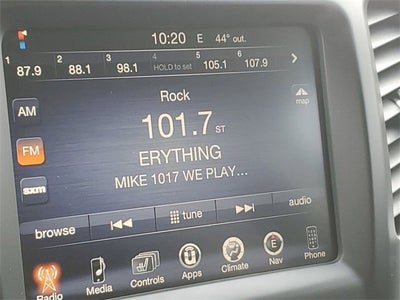 10:20 E 44° out.
1 2 3 4 5 6
87.9 88.1 98.1 HOLD to set 105.1 107.9
Rock
map
AM
101.7 ST
FM
ERYTHING
MIKE 1017 WE PLAY...
sxm
browse tune audio
Radio Media Controls Apps Climate E Nav Phone